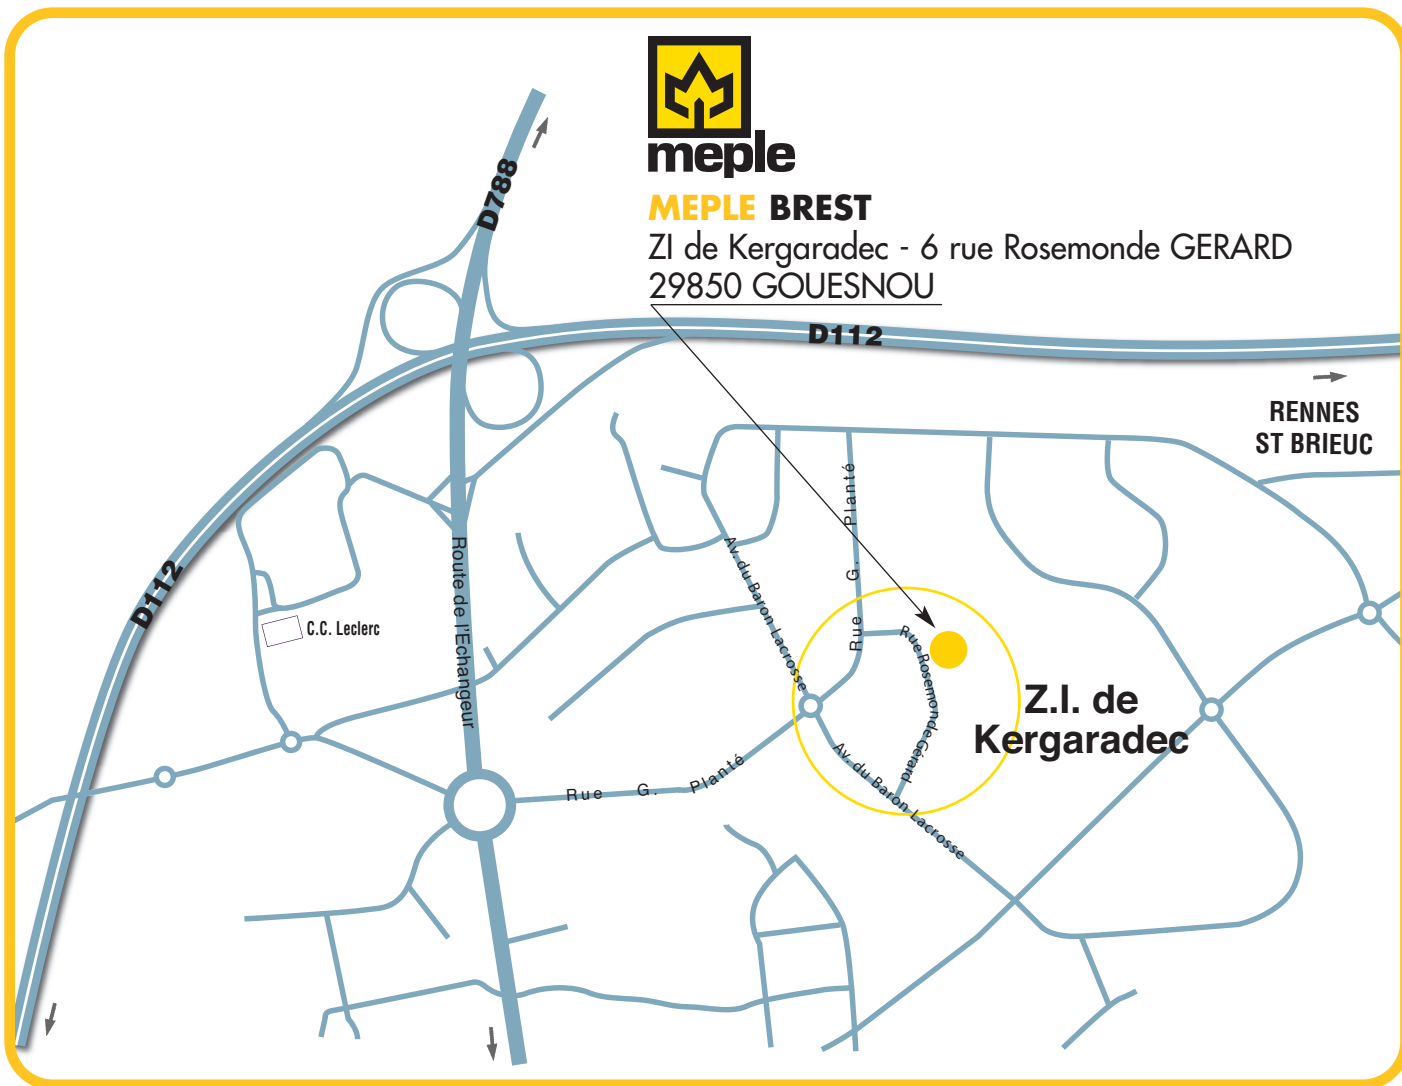 meple
MEPLE BREST
ZI de Kergaradec - 6 rue Rosemonde GERARD
29850 GOUESNOU
D788
D112
RENNES
ST BRIEUC
D112
Route de l'Echangeur
C.C. Leclerc
Av. du Baron Lacrosse
Rue G. Planté
Rue Rosemonde Gérard
Z.I. de
Kergaradec
Rue G. Planté
Av. du Baron Lacrosse